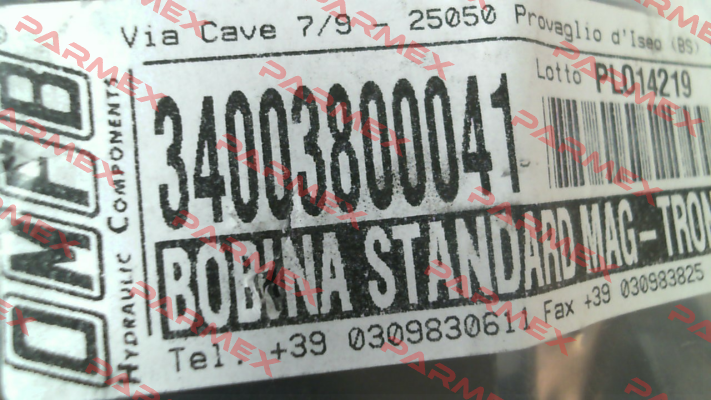 Via Cave 7/9 - 25050 Provaglio d'Iseo (BS)
OMFB
HYDRAULIC COMPONENTS
Lotto PL014219
34003800041
BOBINA STANDARD MAG-TRON
Tel. +39 0309830611 Fax +39 030983825
PARMEX